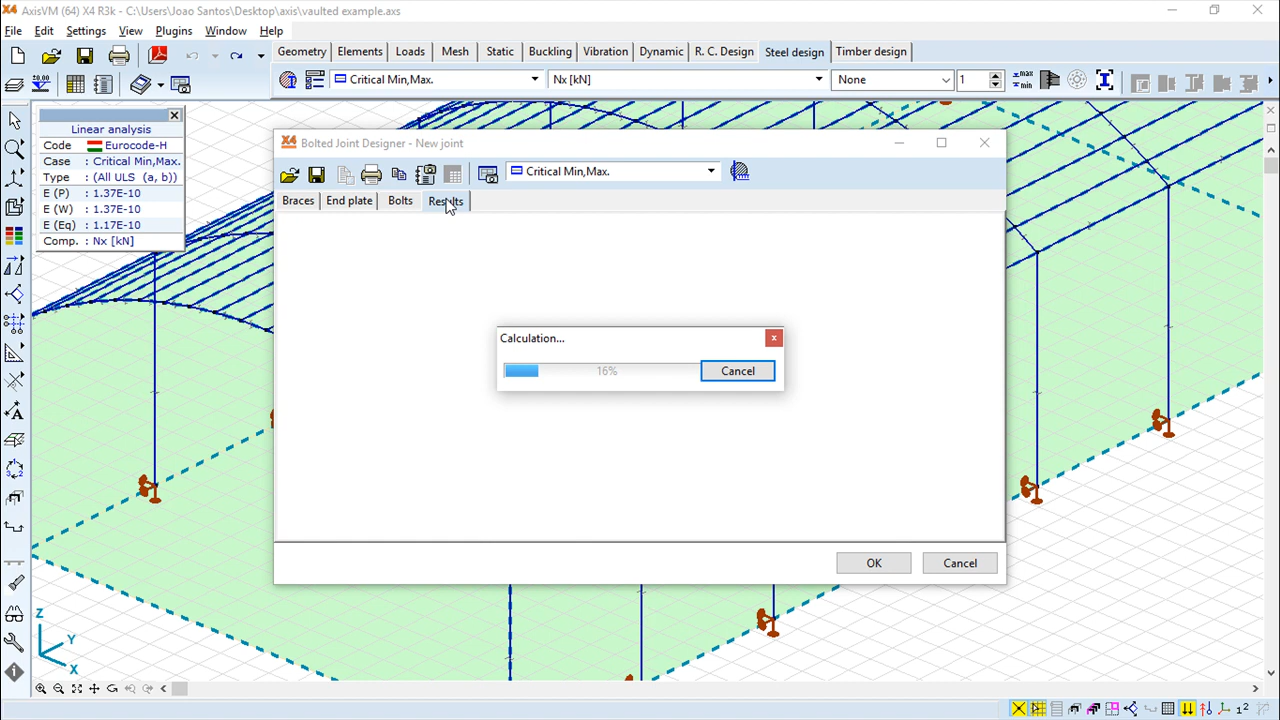 AxisVM (64) X4 R3k - C:\Users\Joao Santos\Desktop\axis\vaulted example.axs
File Edit Settings View Plugins Window Help
Geometry Elements Loads Mesh Static Buckling Vibration Dynamic R. C. Design Steel design Timber design
Critical Min,Max. Nx [kN] None 1
Linear analysis
Code Eurocode-H
Case : Critical Min,Max.
Type : (All ULS (a, b))
E (P) : 1.37E-10
E (W) : 1.37E-10
E (Eq) : 1.17E-10
Comp. : Nx [kN]
X4 Bolted Joint Designer - New joint
Critical Min,Max.
Braces End plate Bolts Results
Calculation...
16% Cancel
OK Cancel
Z
Y
X